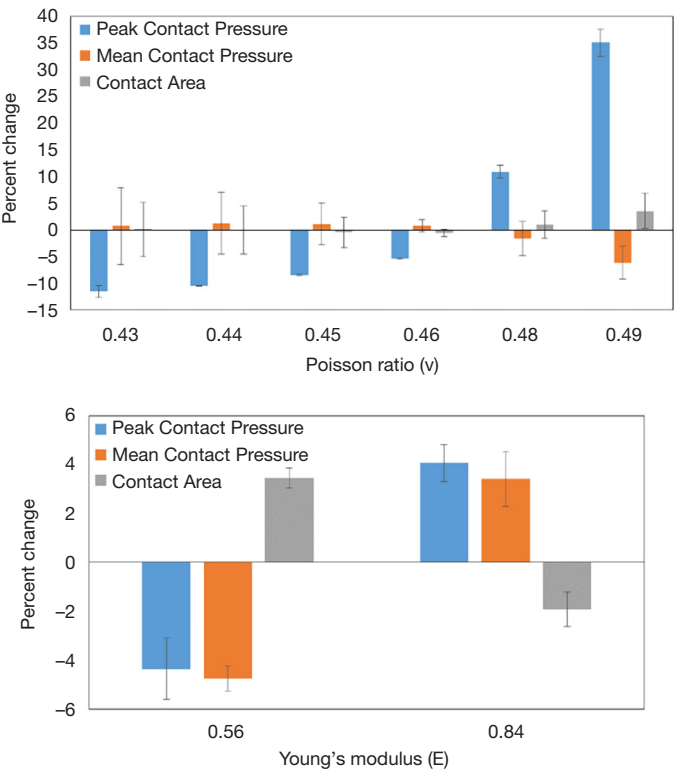 40
35
30
25
20
15
10
5
0
−5
−10
−15
Percent change
Peak Contact Pressure
Mean Contact Pressure
Contact Area
0.43 0.44 0.45 0.46 0.48 0.49
Poisson ratio (v)
6
4
2
0
−2
−4
−6
Percent change
Peak Contact Pressure
Mean Contact Pressure
Contact Area
0.56 0.84
Young’s modulus (E)